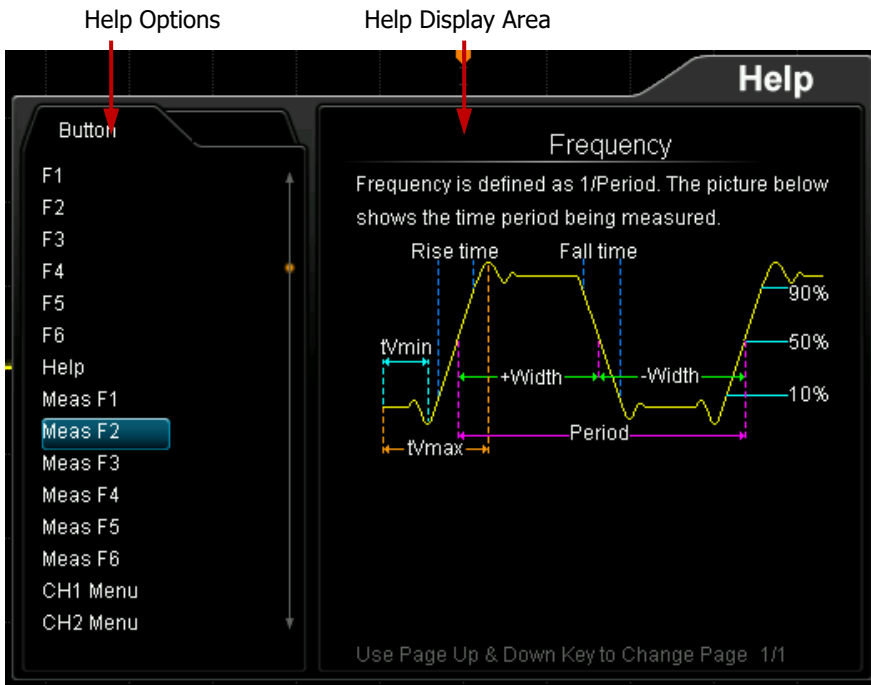 Help Options
Help Display Area
Help
Button
F1
F2
F3
F4
F5
F6
Help
Meas F1
Meas F2
Meas F3
Meas F4
Meas F5
Meas F6
CH1 Menu
CH2 Menu
Frequency
Frequency is defined as 1/Period. The picture below
shows the time period being measured.
Rise time
Fall time
90%
tVmin
50%
+Width
-Width
10%
Period
tVmax
Use Page Up & Down Key to Change Page 1/1